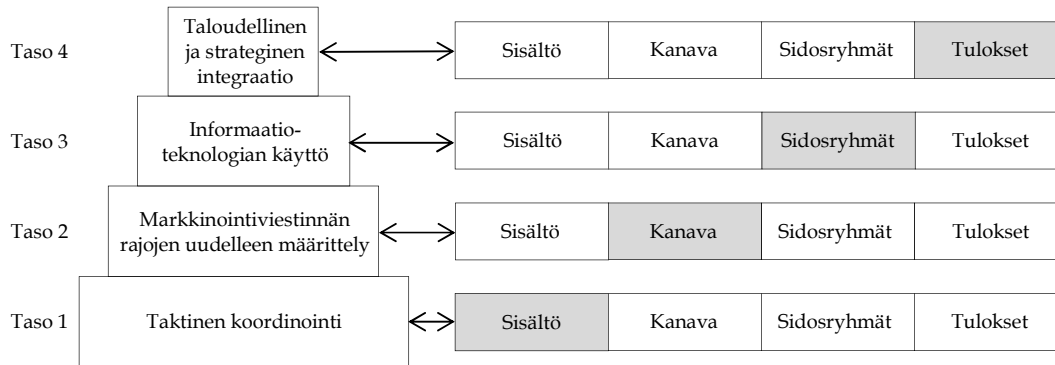 Taso 4
Taloudellinen
ja strateginen
integraatio
Sisältö
Kanava
Sidosryhmät
Tulokset
Taso 3
Informaatio-
teknologian käyttö
Sisältö
Kanava
Sidosryhmät
Tulokset
Taso 2
Markkinointiviestinnän
rajojen uudelleen määrittely
Sisältö
Kanava
Sidosryhmät
Tulokset
Taso 1
Taktinen koordinointi
Sisältö
Kanava
Sidosryhmät
Tulokset